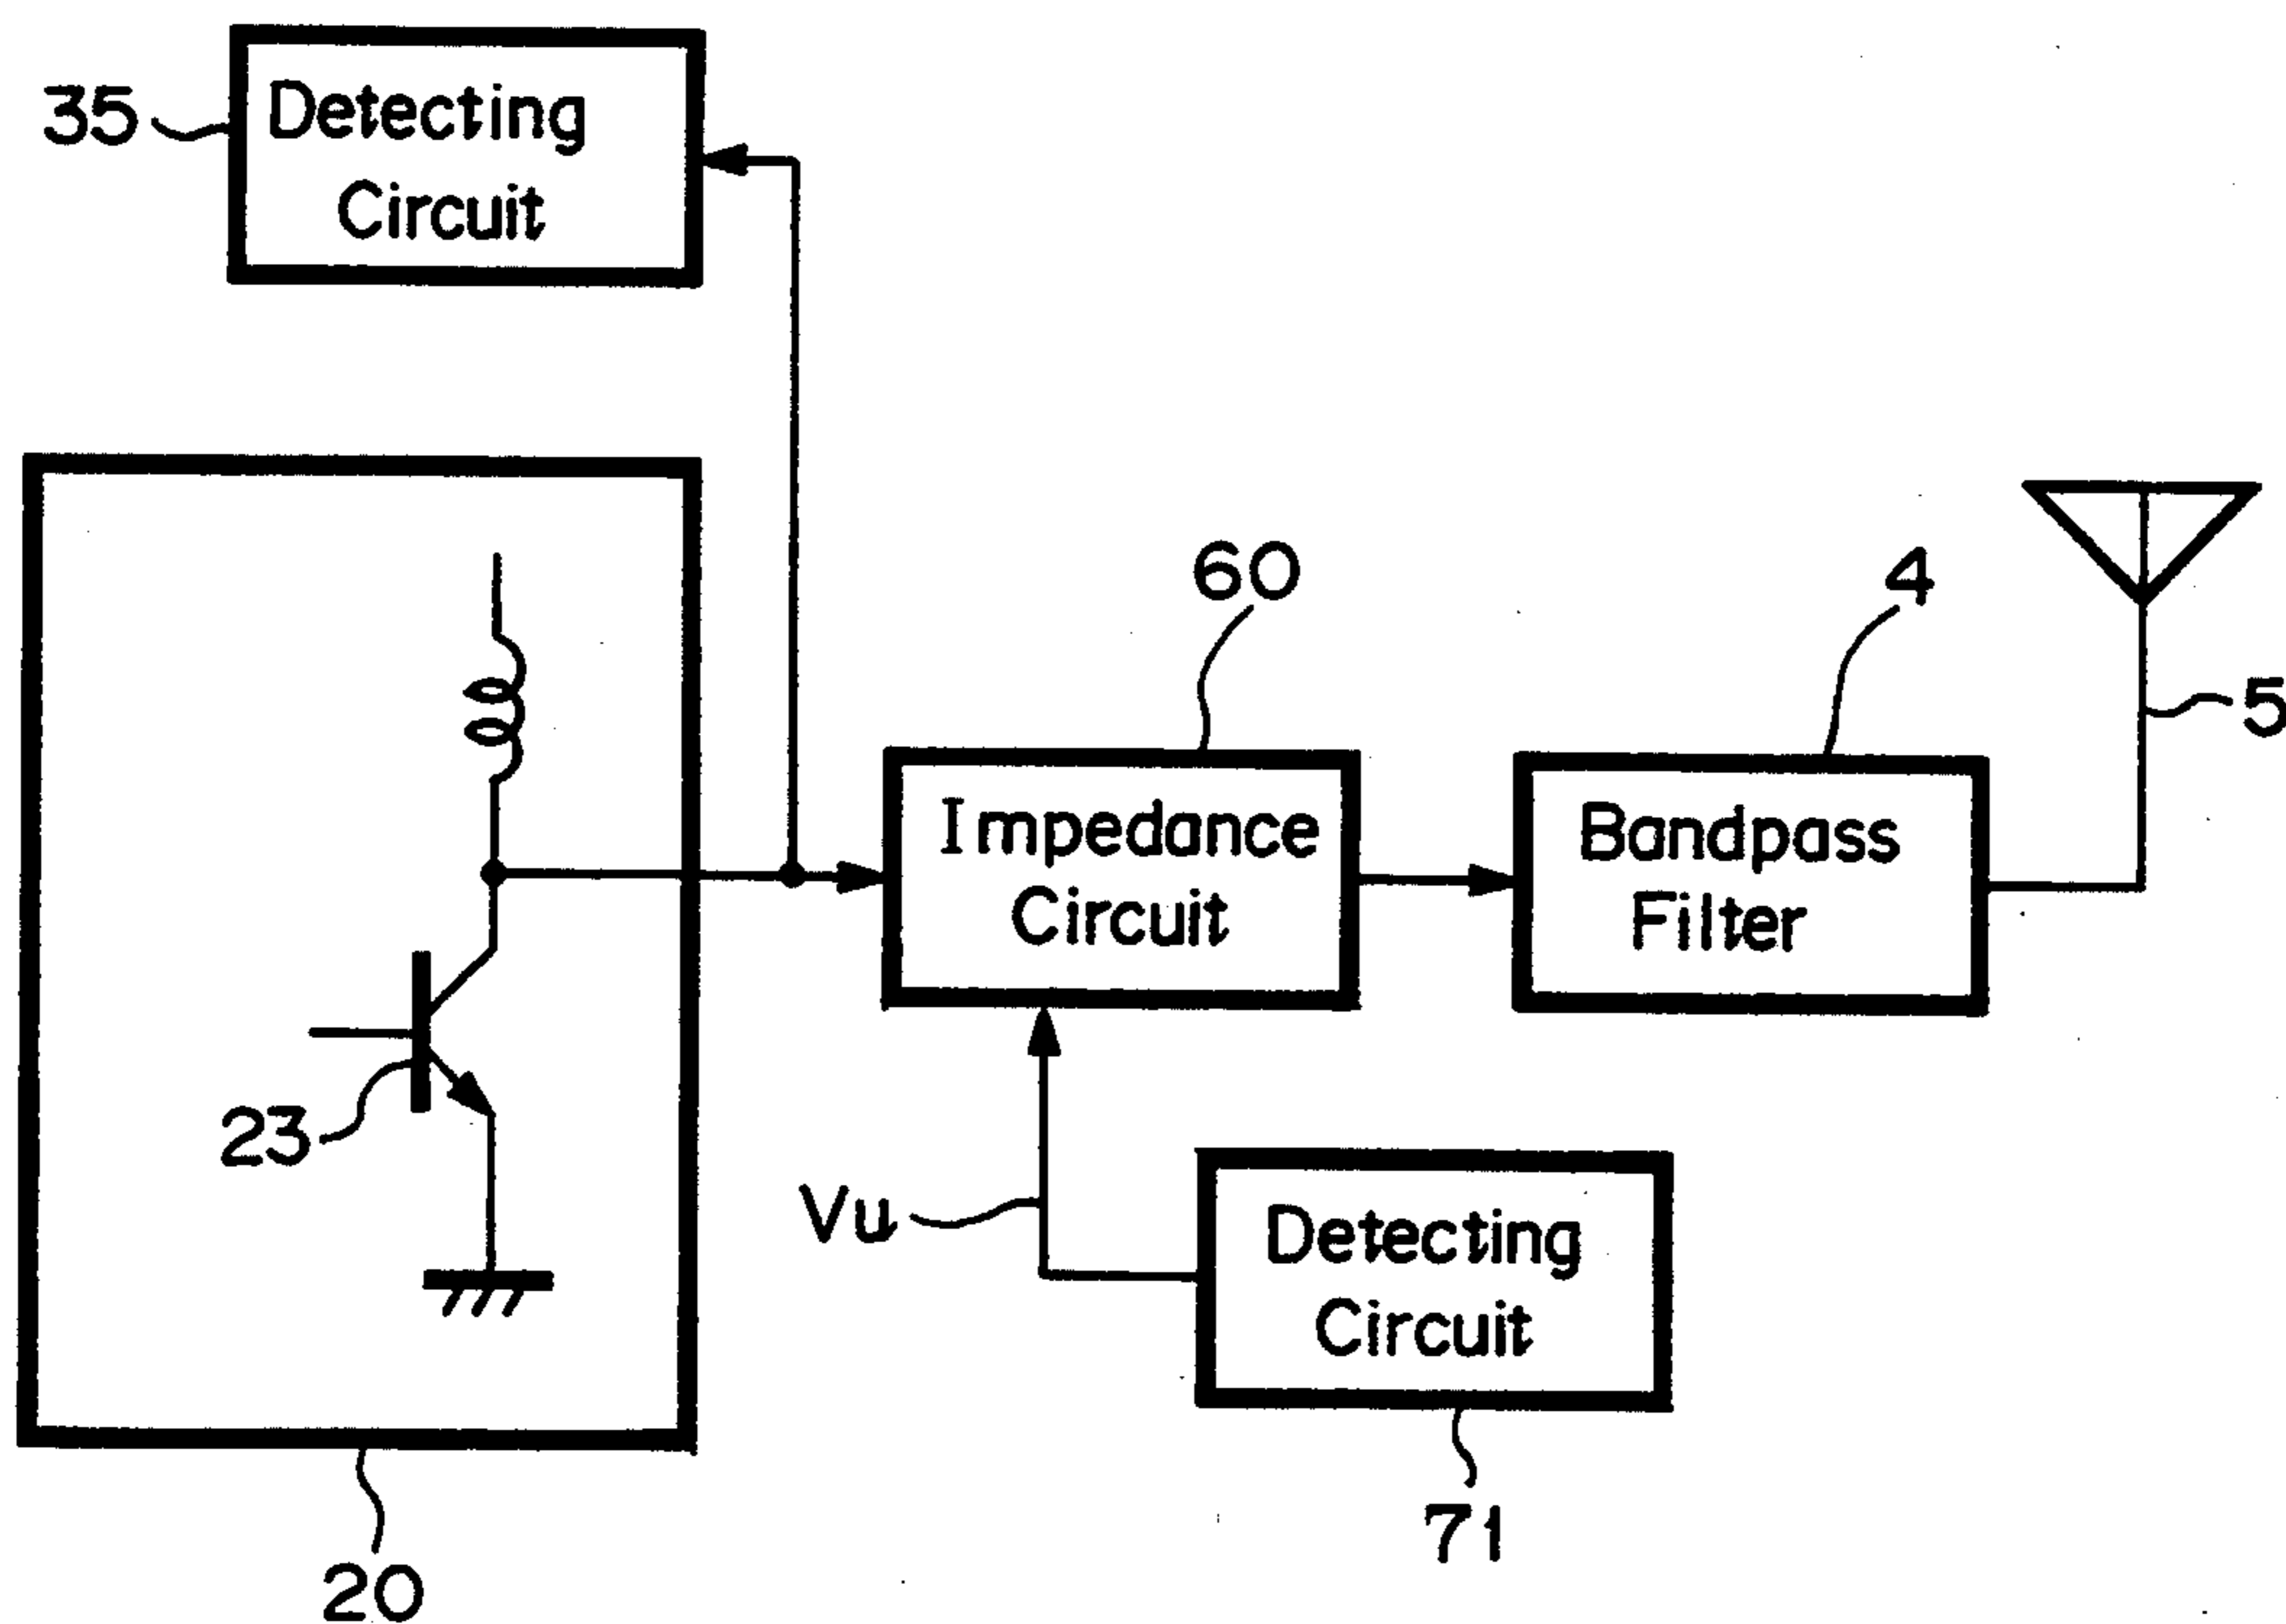 35
Detecting
Circuit
60
4
5
Impedance
Circuit
Bandpass
Filter
23
Vu
Detecting
Circuit
71
20